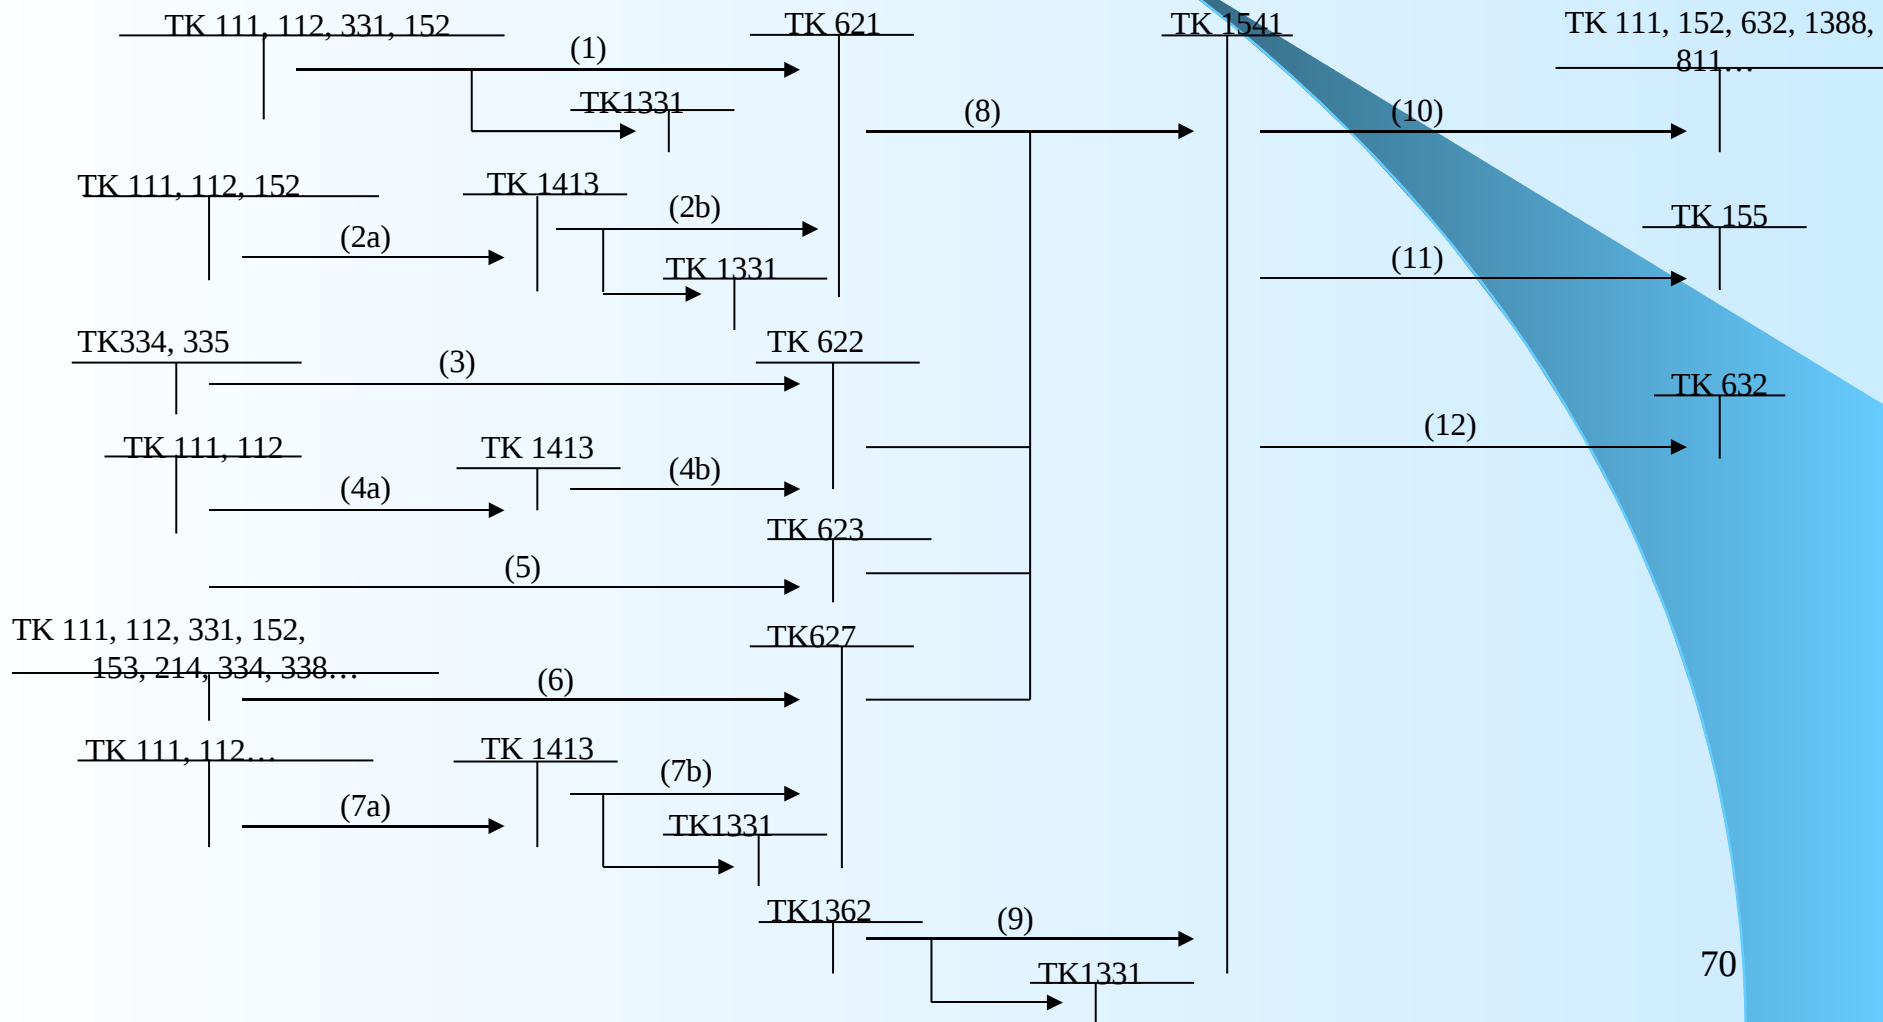 TK 111, 112, 331, 152
TK 621
TK 1541
TK 111, 152, 632, 1388,
811…
(1)
TK1331
(8)
(10)
TK 111, 112, 152
TK 1413
(2b)
TK 155
(2a)
TK 1331
(11)
TK334, 335
(3)
TK 622
TK 632
TK 111, 112
TK 1413
(4b)
(12)
(4a)
TK 623
(5)
TK 111, 112, 331, 152,
153, 214, 334, 338…
TK627
(6)
TK 111, 112…
TK 1413
(7b)
(7a)
TK1331
TK1362
(9)
TK1331
70